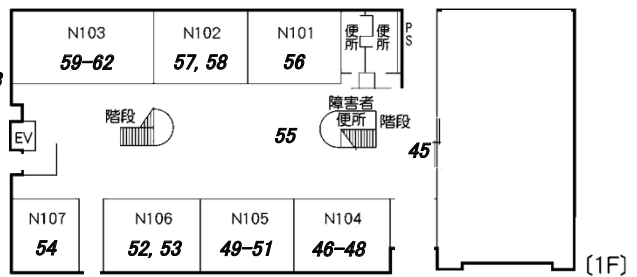 N103
59-62
N102
57, 58
N101
56
便所
便所
PS
EV
階段
55
障害者
便所
階段
45
N107
54
N106
52, 53
N105
49-51
N104
46-48
〔1F〕